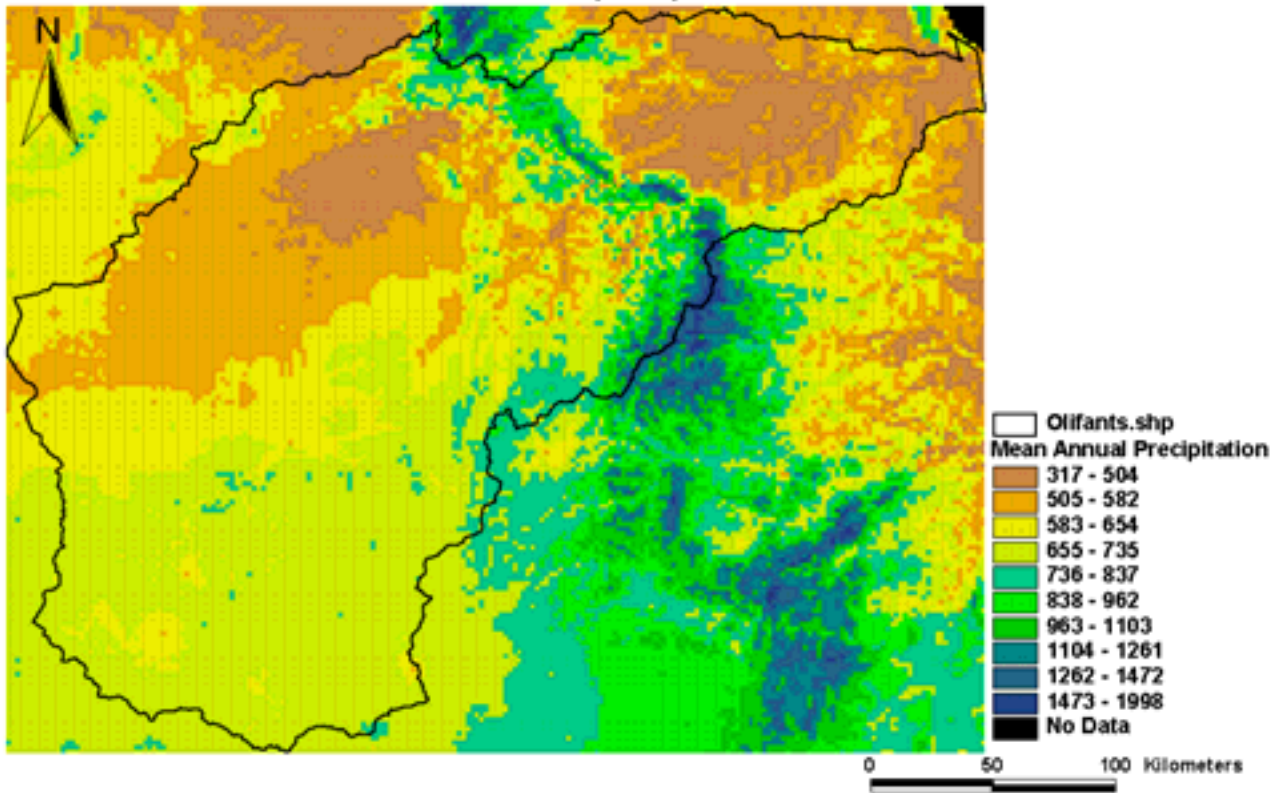 N
Olifants.shp
Mean Annual Precipitation
317 - 504
505 - 582
583 - 654
655 - 735
736 - 837
838 - 962
963 - 1103
1104 - 1261
1262 - 1472
1473 - 1998
No Data
0 50 100 Kilometers